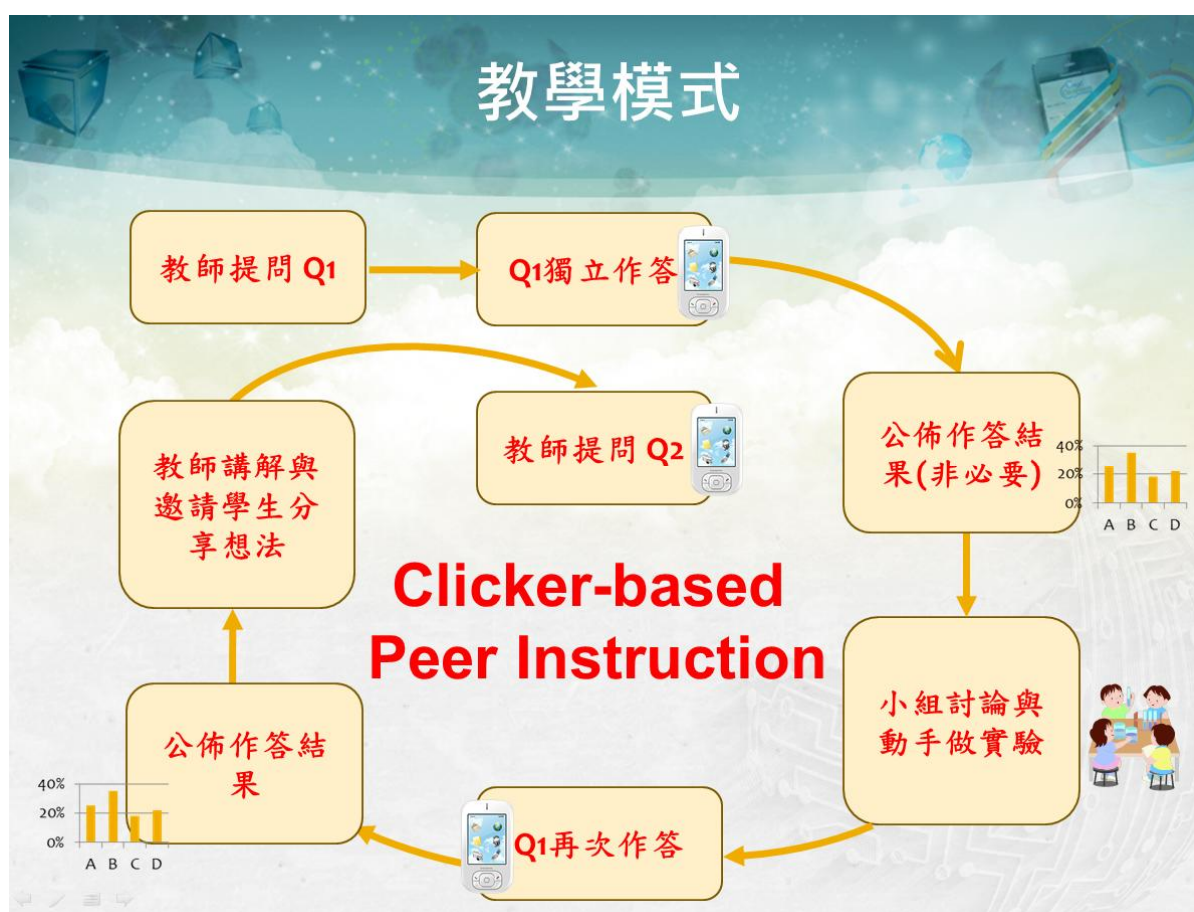 教學模式
教師提問 Q1
Q1獨立作答
公佈作答結
果(非必要)
40%
20%
0%
A B C D
小組討論與
動手做實驗
Q1再次作答
公佈作答結
果
40%
20%
0%
A B C D
教師講解與
邀請學生分
享想法
教師提問 Q2
Clicker-based
Peer Instruction